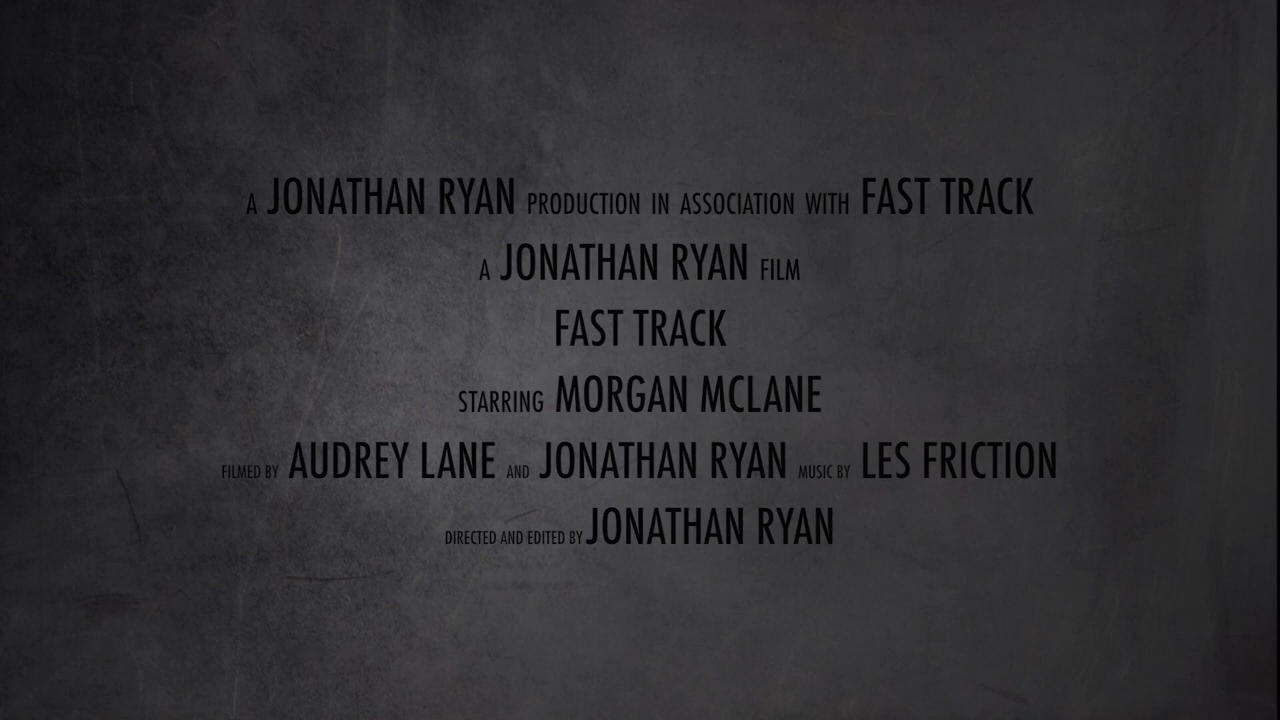 A JONATHAN RYAN PRODUCTION IN ASSOCIATION WITH FAST TRACK
A JONATHAN RYAN FILM
FAST TRACK
STARRING MORGAN MCLANE
FILMED BY AUDREY LANE AND JONATHAN RYAN MUSIC BY LES FRICTION
DIRECTED AND EDITED BY JONATHAN RYAN